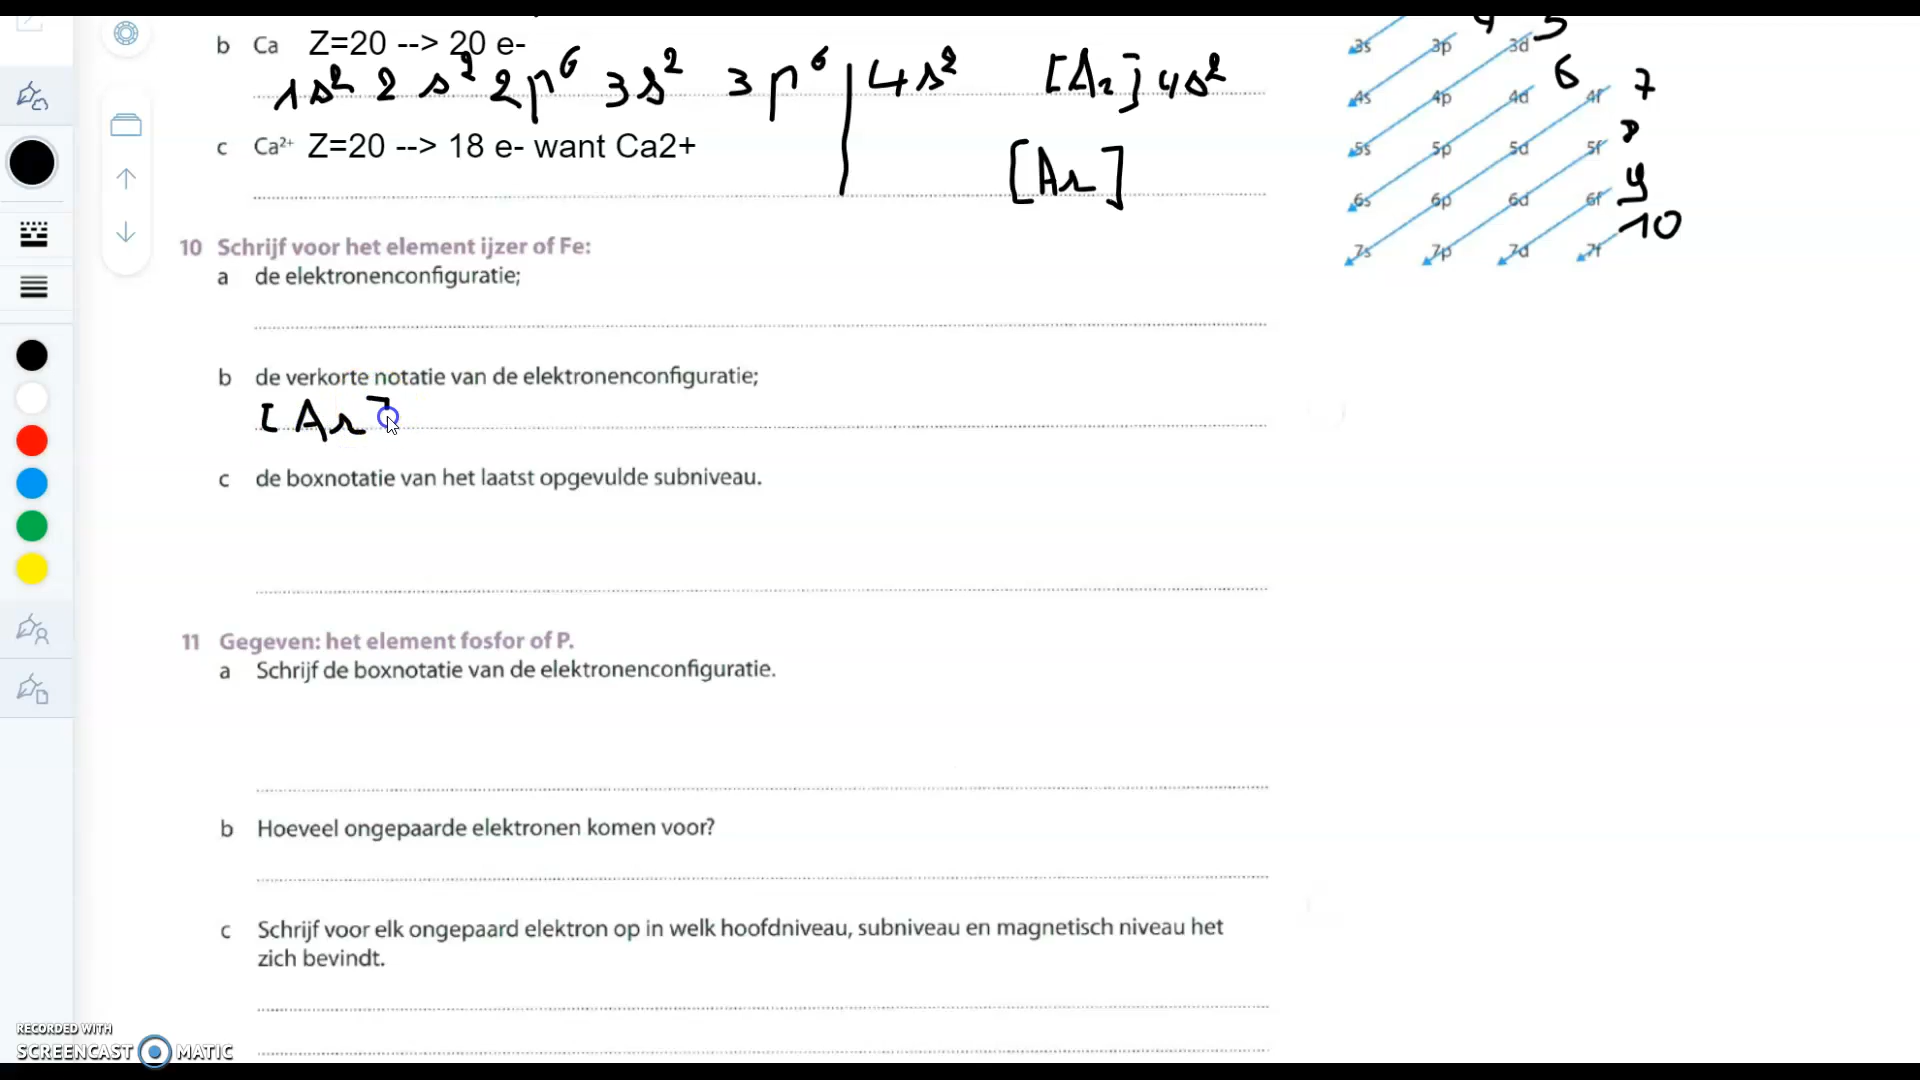 b Ca Z=20 --> 20 e-
1s² 2s² 2p⁶ 3s² 3p⁶ | 4s² [Ar] 4s²
c Ca²⁺ Z=20 --> 18 e- want Ca2+
[Ar]
10 Schrijf voor het element ijzer of Fe:
a de elektronenconfiguratie;
b de verkorte notatie van de elektronenconfiguratie;
[Ar]
c de boxnotatie van het laatst opgevulde subniveau.
11 Gegeven: het element fosfor of P.
a Schrijf de boxnotatie van de elektronenconfiguratie.
b Hoeveel ongepaarde elektronen komen voor?
c Schrijf voor elk ongepaard elektron op in welk hoofdniveau, subniveau en magnetisch niveau het
zich bevindt.
3s 3p 3d 5
4s 4p 4d 4f 6 7
5s 5p 5d 5f 8
6s 6p 6d 6f 9
7s 7p 7d 7f 10
RECORDED WITH
SCREENCAST MATIC